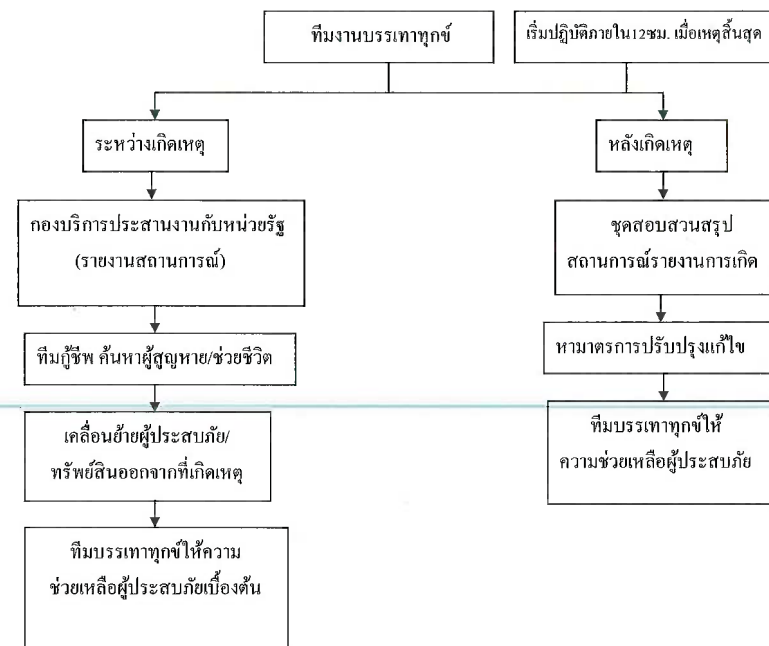 ทีมงานบรรเทาทุกข์
เริ่มปฏิบัติภายใน12ชม. เมื่อเหตุสิ้นสุด
ระหว่างเกิดเหตุ
กองบริการประสานงานกับหน่วยรัฐ
(รายงานสถานการณ์)
ทีมกู้ชีพ ค้นหาผู้สูญหาย/ช่วยชีวิต
เคลื่อนย้ายผู้ประสบภัย/
ทรัพย์สินออกจากที่เกิดเหตุ
ทีมบรรเทาทุกข์ให้ความ
ช่วยเหลือผู้ประสบภัยเบื้องต้น
หลังเกิดเหตุ
ชุดสอบสวนสรุป
สถานการณ์รายงานการเกิด
หามาตรการปรับปรุงแก้ไข
ทีมบรรเทาทุกข์ให้
ความช่วยเหลือผู้ประสบภัย